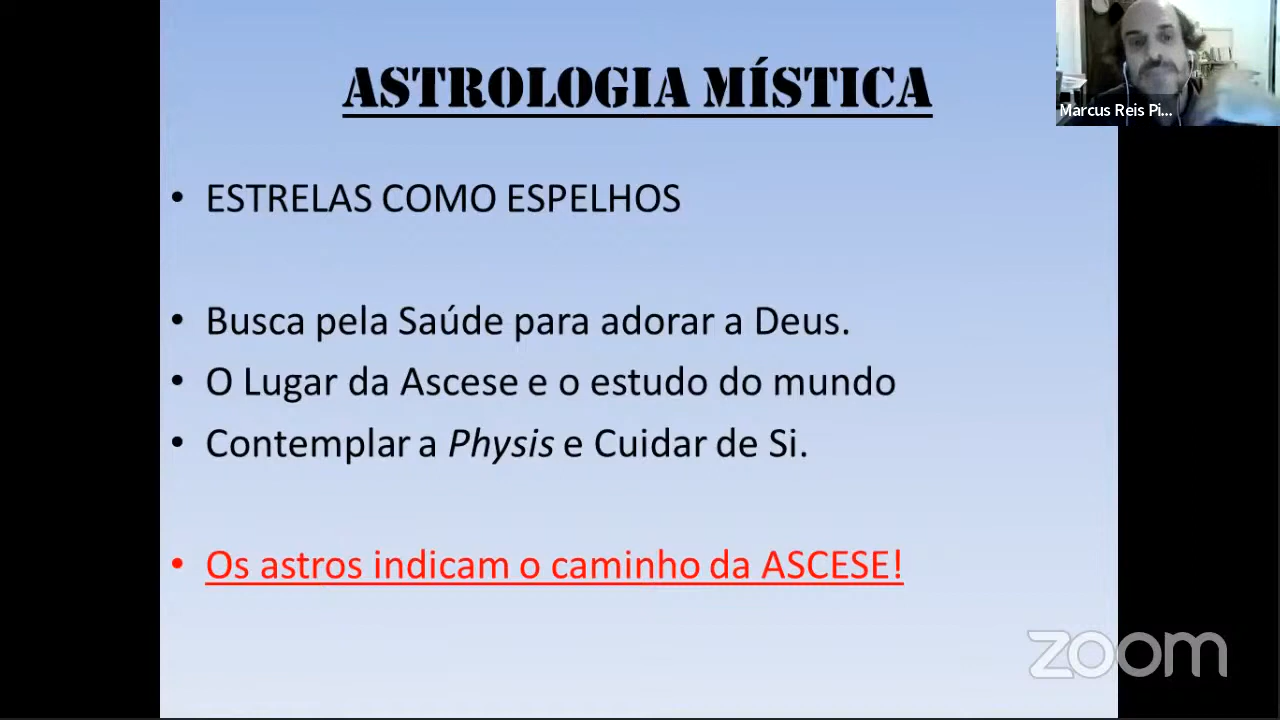 ASTROLOGIA MÍSTICA
Marcus Reis Pi...
• ESTRELAS COMO ESPELHOS
• Busca pela Saúde para adorar a Deus.
• O Lugar da Ascese e o estudo do mundo
• Contemplar a Physis e Cuidar de Si.
• Os astros indicam o caminho da ASCESE!
zoom